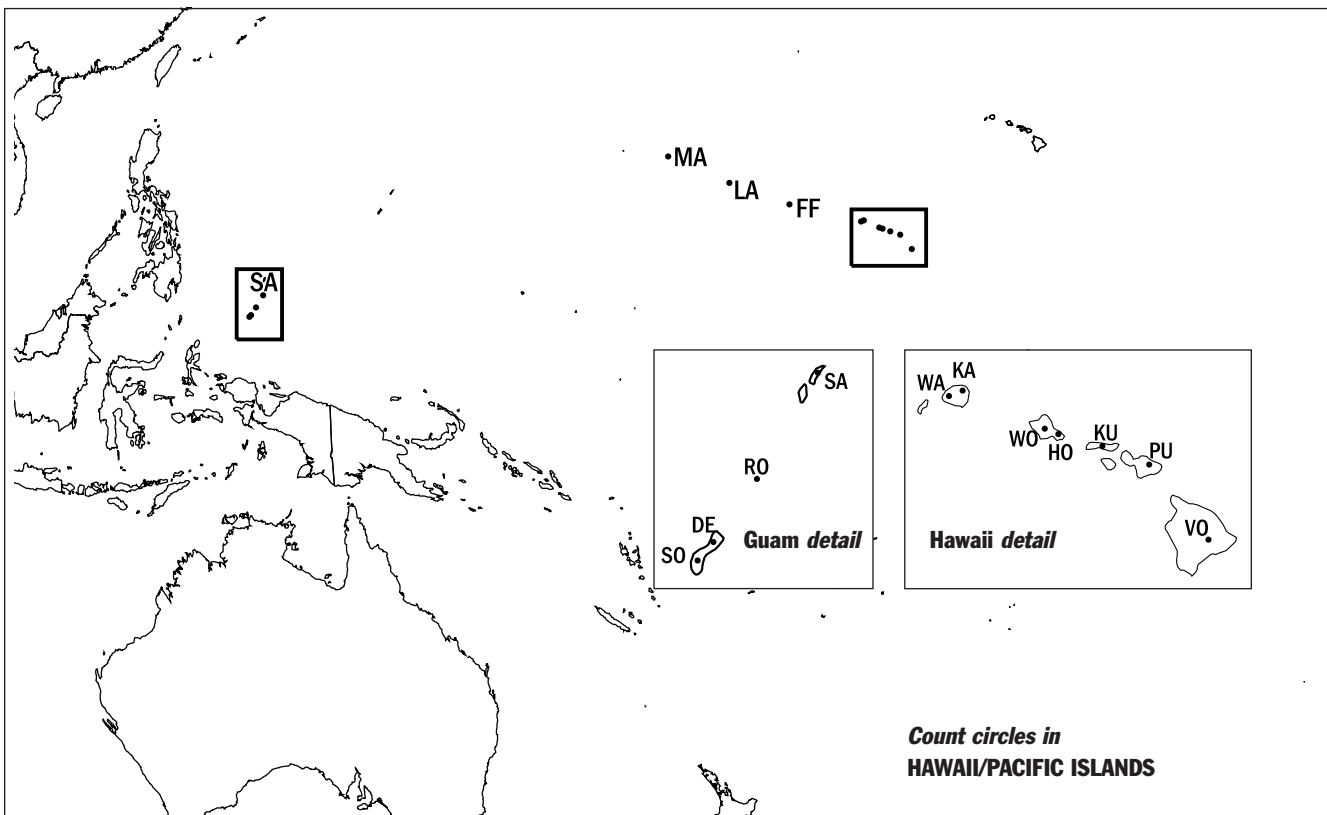 MA
LA
FF
SA
SA
WA
KA
WO
HO
KU
PU
RO
DE
SO
Guam detail
Hawaii detail
VO
Count circles in
HAWAII/PACIFIC ISLANDS